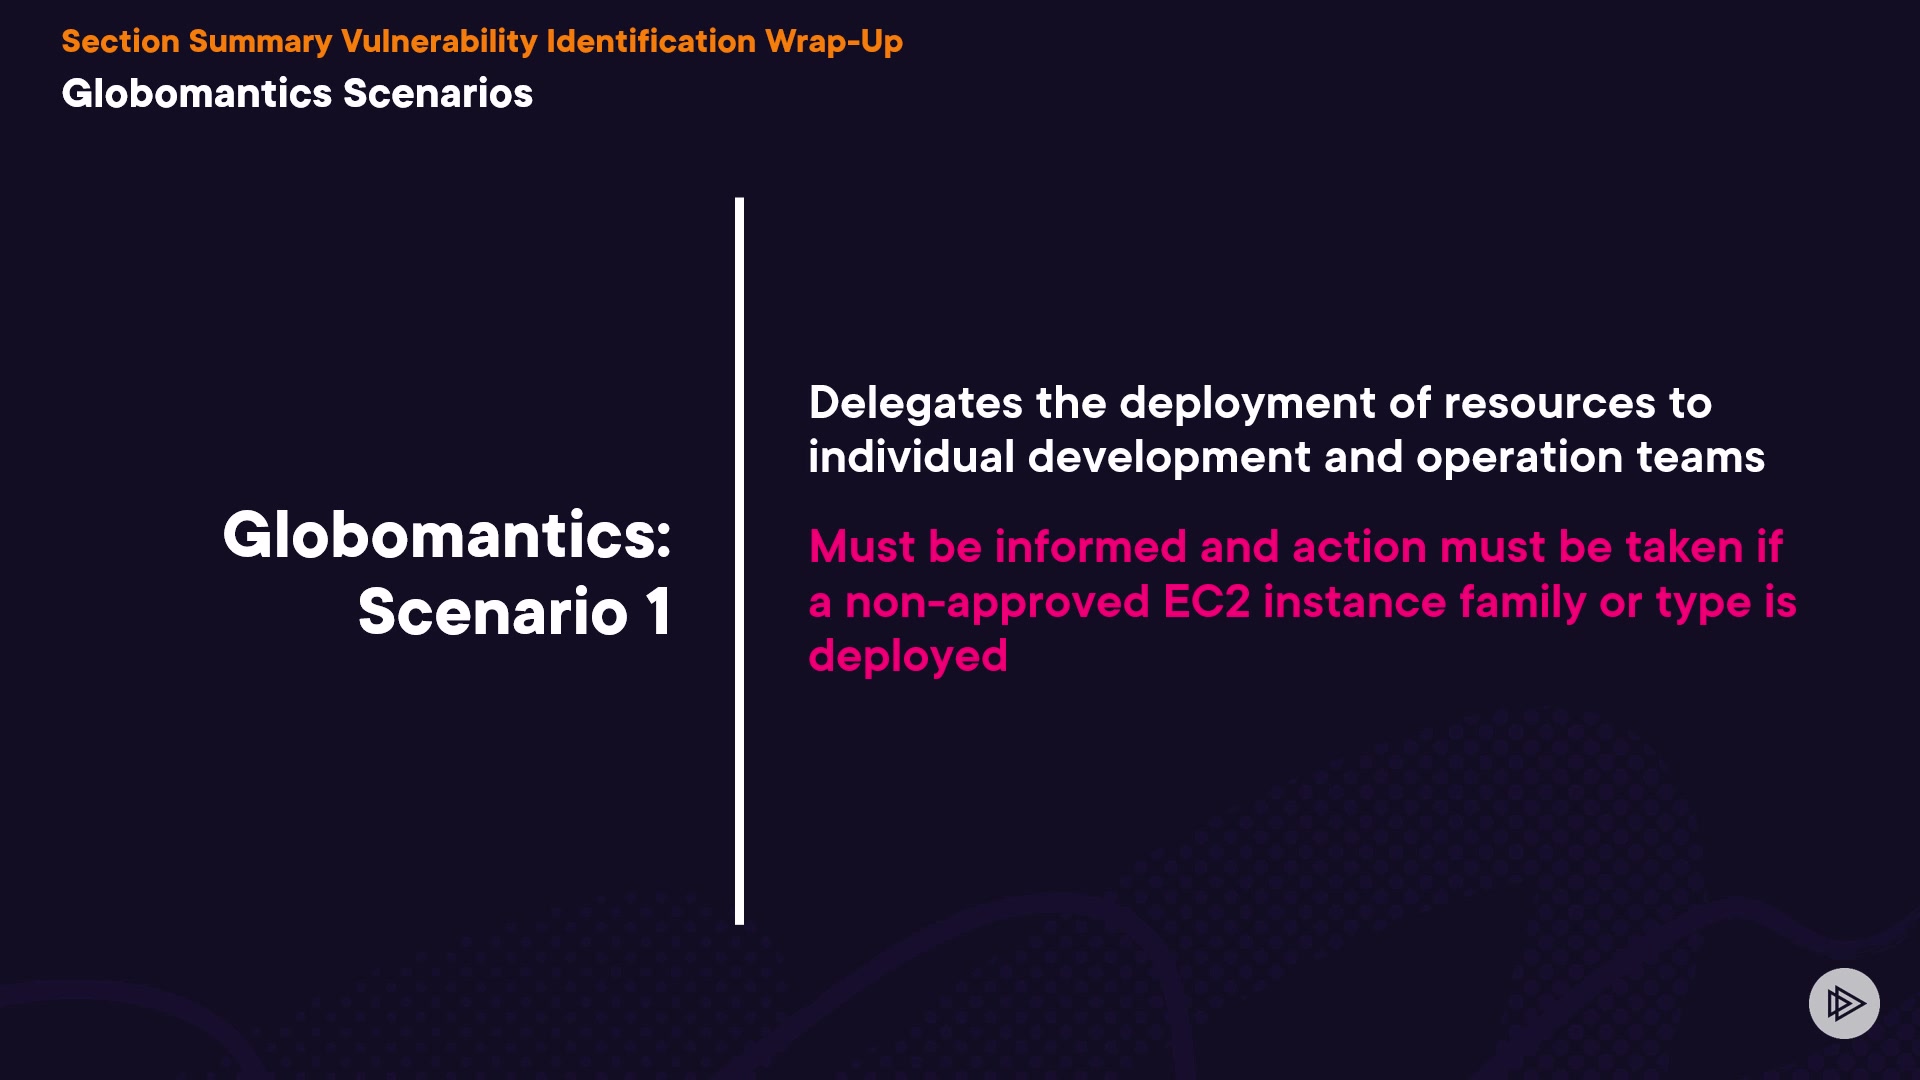 Section Summary Vulnerability Identification Wrap-Up
Globomantics Scenarios
Globomantics:
Scenario 1
Delegates the deployment of resources to
individual development and operation teams
Must be informed and action must be taken if
a non-approved EC2 instance family or type is
deployed